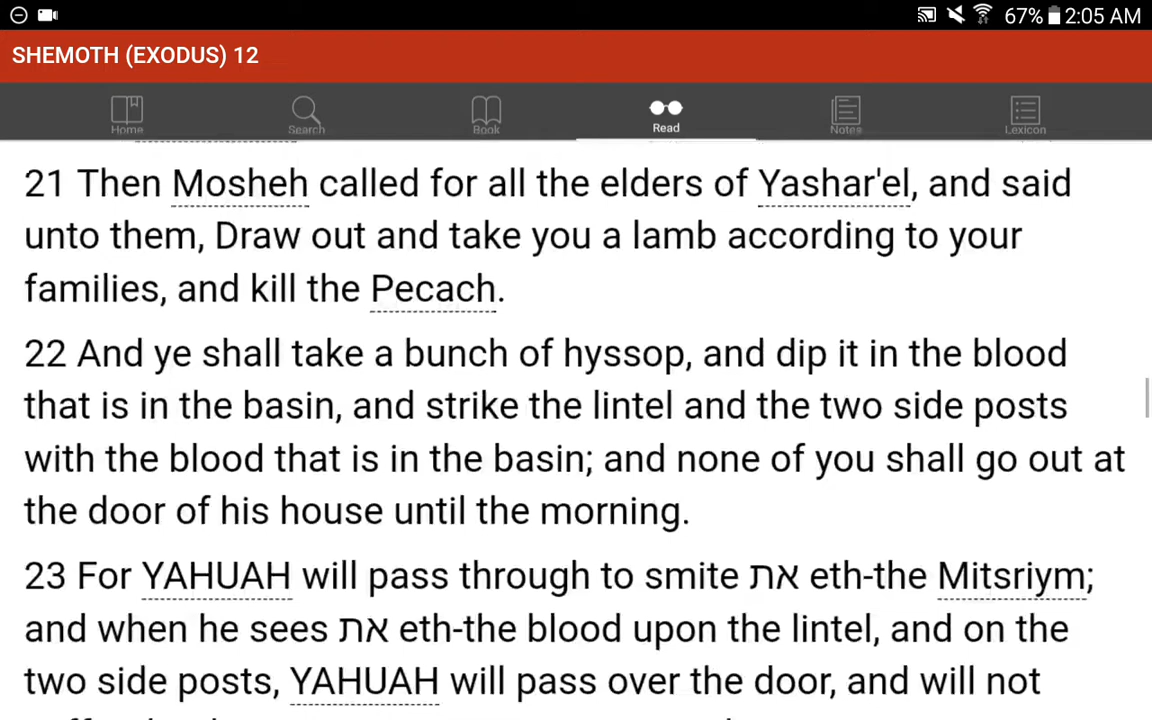 67% 2:05 AM
SHEMOTH (EXODUS) 12
Home Search Book Read Notes Lexicon
21 Then Mosheh called for all the elders of Yashar'el, and said
unto them, Draw out and take you a lamb according to your
families, and kill the Pecach.
22 And ye shall take a bunch of hyssop, and dip it in the blood
that is in the basin, and strike the lintel and the two side posts
with the blood that is in the basin; and none of you shall go out at
the door of his house until the morning.
23 For YAHUAH will pass through to smite את eth-the Mitsriym;
and when he sees את eth-the blood upon the lintel, and on the
two side posts, YAHUAH will pass over the door, and will not